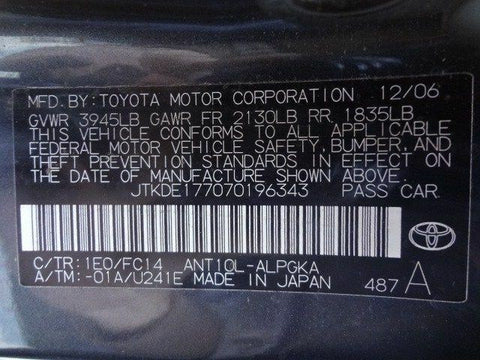 MFD.BY:TOYOTA MOTOR CORPORATION 12/06
GVWR 3945LB GAWR FR 2130LB RR 1835LB
THIS VEHICLE CONFORMS TO ALL APPLICABLE
FEDERAL MOTOR VEHICLE SAFETY, BUMPER, AND
THEFT PREVENTION STANDARDS IN EFFECT ON
THE DATE OF MANUFACTURE SHOWN ABOVE.
JTKDE177070196343 PASS CAR
C/TR:1E0/FC14 ANT10L-ALPGKA
A/TM:-01A/U241E MADE IN JAPAN
487 A
TOYOTA